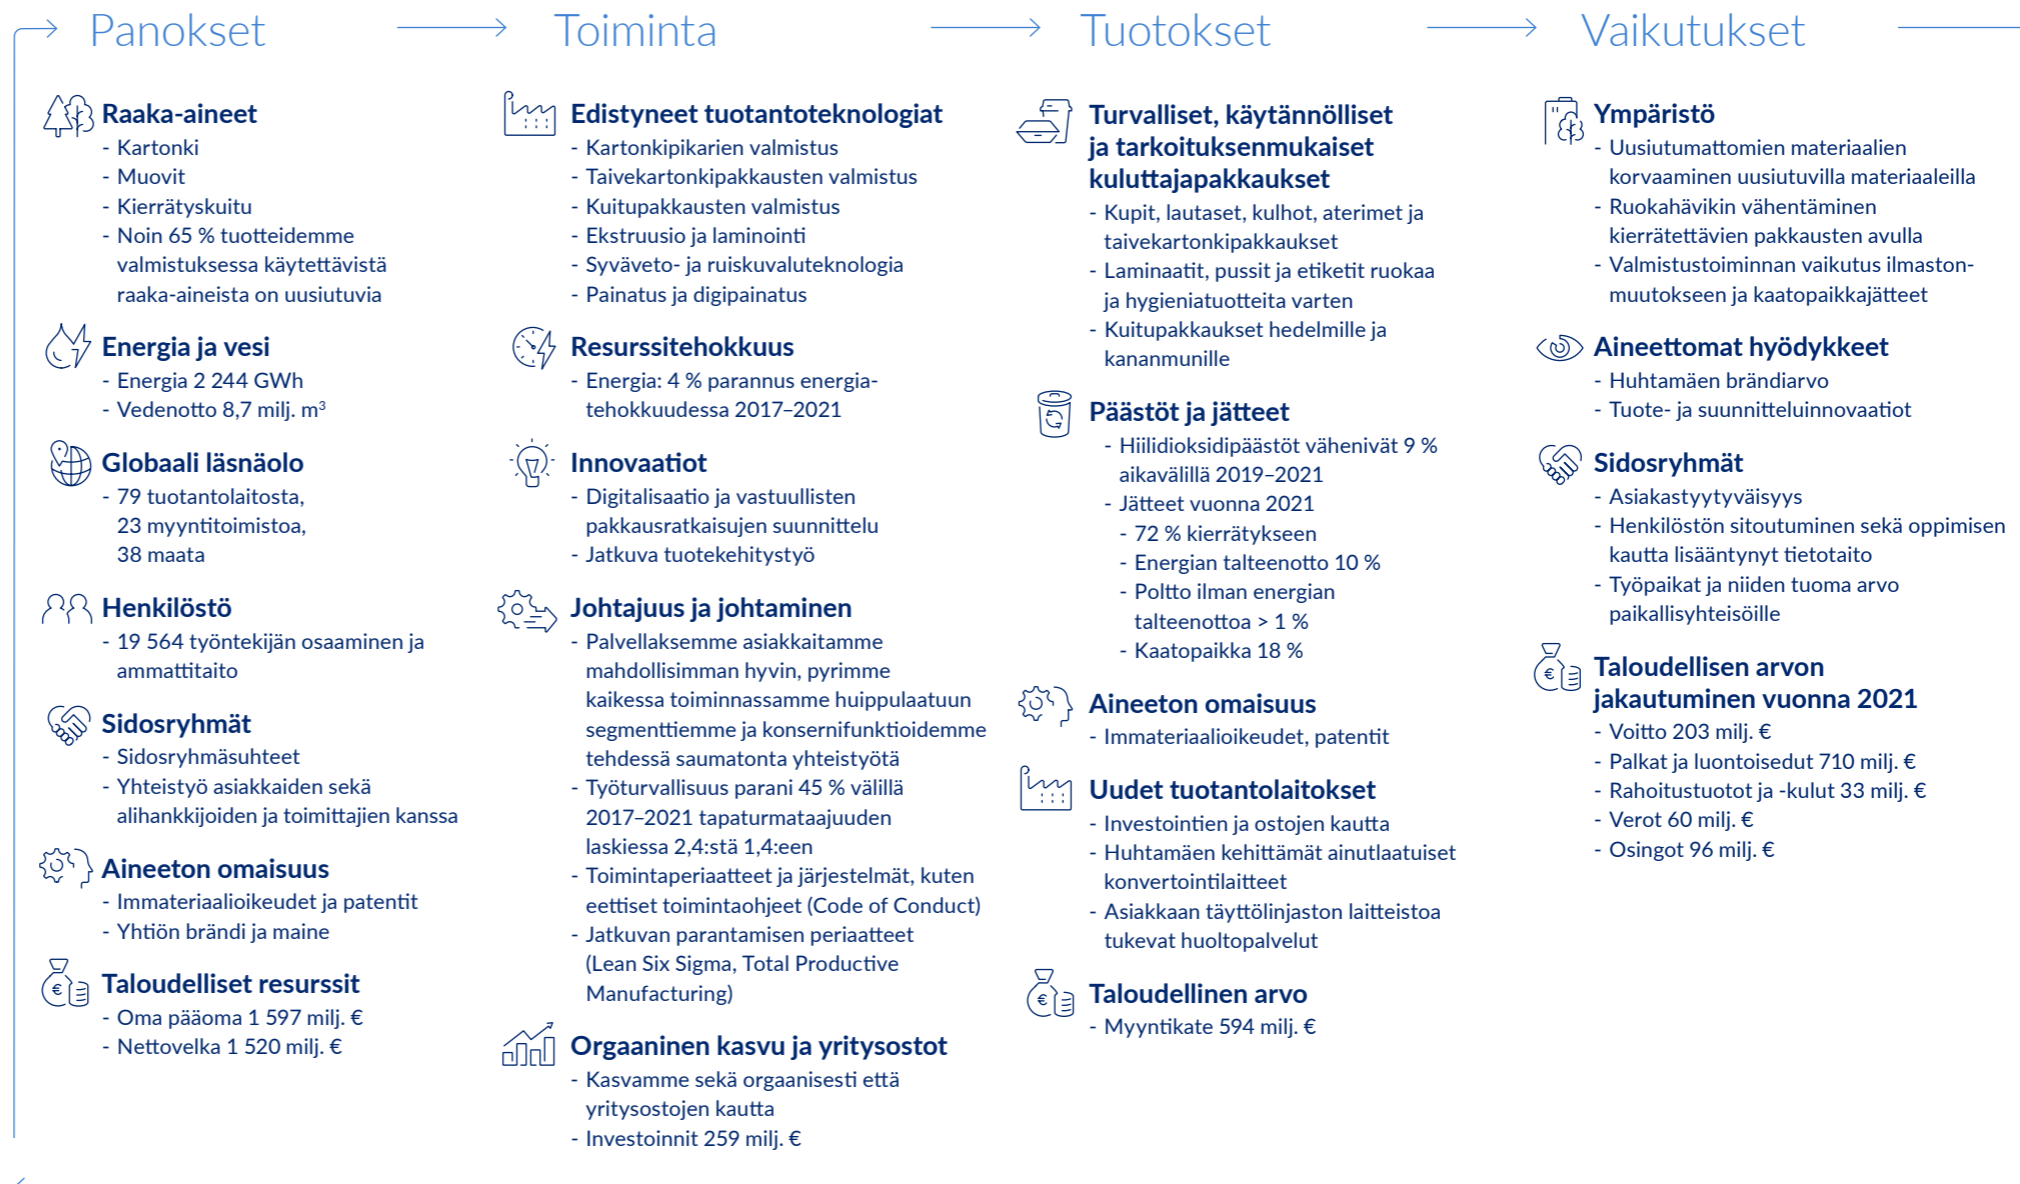 Panokset
Raaka-aineet
- Kartonki
- Muovit
- Kierrätyskuitu
- Noin 65 % tuotteidemme
valmistuksessa käytettävistä
raaka-aineista on uusiutuvia
Energia ja vesi
- Energia 2 244 GWh
- Vedenotto 8,7 milj. m³
Globaali läsnäolo
- 79 tuotantolaitosta,
23 myyntitoimistoa,
38 maata
Henkilöstö
- 19 564 työntekijän osaaminen ja
ammattitaito
Sidosryhmät
- Sidosryhmäsuhteet
- Yhteistyö asiakkaiden sekä
alihankkijoiden ja toimittajien kanssa
Aineeton omaisuus
- Immateriaalioikeudet ja patentit
- Yhtiön brändi ja maine
Taloudelliset resurssit
- Oma pääoma 1 597 milj. €
- Nettovelka 1 520 milj. €
Toiminta
Edistyneet tuotantoteknologiat
- Kartonkipikarien valmistus
- Taivekartonkipakkausten valmistus
- Kuitupakkausten valmistus
- Ekstruusio ja laminointi
- Syväveto- ja ruiskuvaluteknologia
- Painatus ja digipainatus
Resurssitehokkuus
- Energia: 4 % parannus energia-
tehokkuudessa 2017–2021
Innovaatiot
- Digitalisaatio ja vastuullisten
pakkausratkaisujen suunnittelu
- Jatkuva tuotekehitystyö
Johtajuus ja johtaminen
- Palvellaksemme asiakkaitamme
mahdollisimman hyvin, pyrimme
kaikessa toiminnassamme huippulaatuun
segmenttiemme ja konsernifunktioidemme
tehdessä saumatonta yhteistyötä
- Työturvallisuus parani 45 % välillä
2017–2021 tapaturmataajuuden
laskiessa 2,4:stä 1,4:een
- Toimintaperiaatteet ja järjestelmät, kuten
eettiset toimintaohjeet (Code of Conduct)
- Jatkuvan parantamisen periaatteet
(Lean Six Sigma, Total Productive
Manufacturing)
Orgaaninen kasvu ja yritysostot
- Kasvamme sekä orgaanisesti että
yritysostojen kautta
- Investoinnit 259 milj. €
Tuotokset
Turvalliset, käytännölliset
ja tarkoituksenmukaiset
kuluttajapakkaukset
- Kupit, lautaset, kulhot, aterimet ja
taivekartonkipakkaukset
- Laminaatit, pussit ja etiketit ruokaa
ja hygieniatuotteita varten
- Kuitupakkaukset hedelmille ja
kananmunille
Päästöt ja jätteet
- Hiilidioksidipäästöt vähenivät 9 %
aikavälillä 2019–2021
- Jätteet vuonna 2021
- 72 % kierrätykseen
- Energian talteenotto 10 %
- Poltto ilman energian
talteenottoa > 1 %
- Kaatopaikka 18 %
Aineeton omaisuus
- Immateriaalioikeudet, patentit
Uudet tuotantolaitokset
- Investointien ja ostojen kautta
- Huhtamäen kehittämät ainutlaatuiset
konvertointilaitteet
- Asiakkaan täyttölinjaston laitteistoa
tukevat huoltopalvelut
Taloudellinen arvo
- Myyntikate 594 milj. €
Vaikutukset
Ympäristö
- Uusiutumattomien materiaalien
korvaaminen uusiutuvilla materiaaleilla
- Ruokahävikin vähentäminen
kierrätettävien pakkausten avulla
- Valmistustoiminnan vaikutus ilmaston-
muutokseen ja kaatopaikkajätteet
Aineettomat hyödykkeet
- Huhtamäen brändiarvo
- Tuote- ja suunnitteluinnovaatiot
Sidosryhmät
- Asiakastyytyväisyys
- Henkilöstön sitoutuminen sekä oppimisen
kautta lisääntynyt tietotaito
- Työpaikat ja niiden tuoma arvo
paikallisyhteisöille
Taloudellisen arvon
jakautuminen vuonna 2021
- Voitto 203 milj. €
- Palkat ja luontoisedut 710 milj. €
- Rahoitustuotot ja -kulut 33 milj. €
- Verot 60 milj. €
- Osingot 96 milj. €